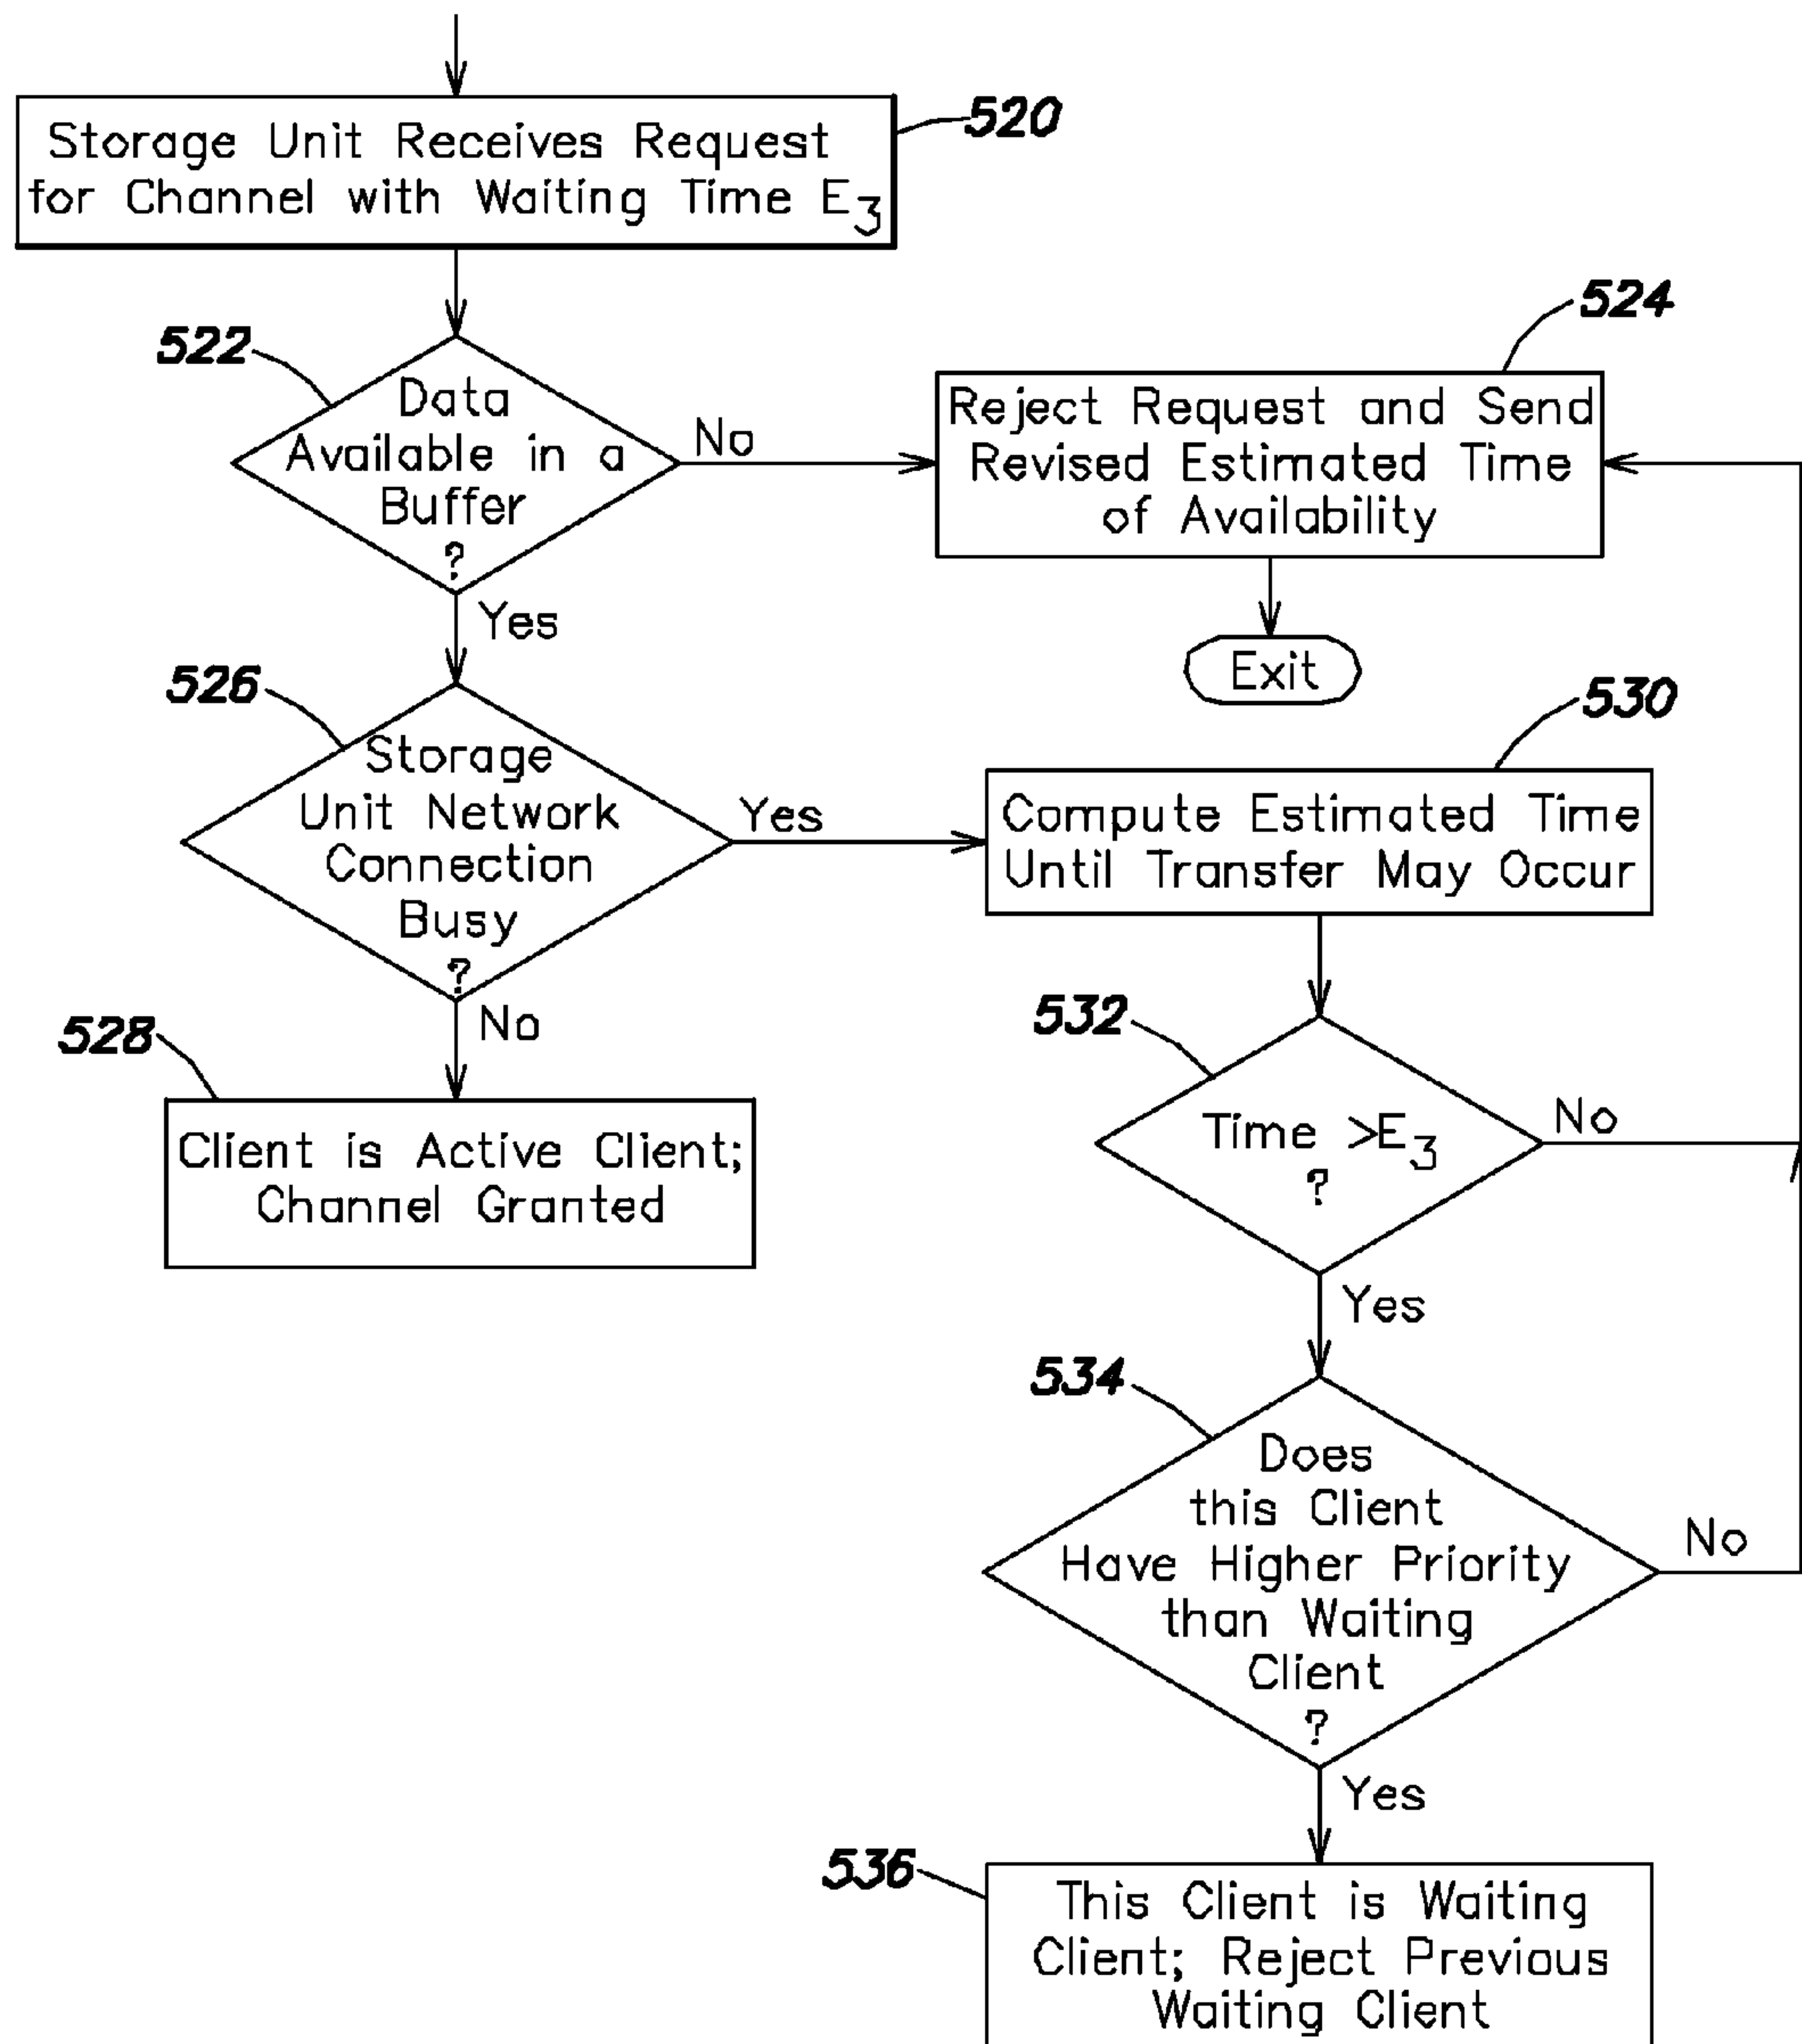 Storage Unit Receives Request
for Channel with Waiting Time E3
520
522
Data
Available in a
Buffer
?
No
Yes
524
Reject Request and Send
Revised Estimated Time
of Availability
Exit
526
Storage
Unit Network
Connection
Busy
?
Yes
No
528
Client is Active Client;
Channel Granted
530
Compute Estimated Time
Until Transfer May Occur
532
Time >E3
?
No
Yes
534
Does
this Client
Have Higher Priority
than Waiting
Client
?
No
Yes
536
This Client is Waiting
Client; Reject Previous
Waiting Client